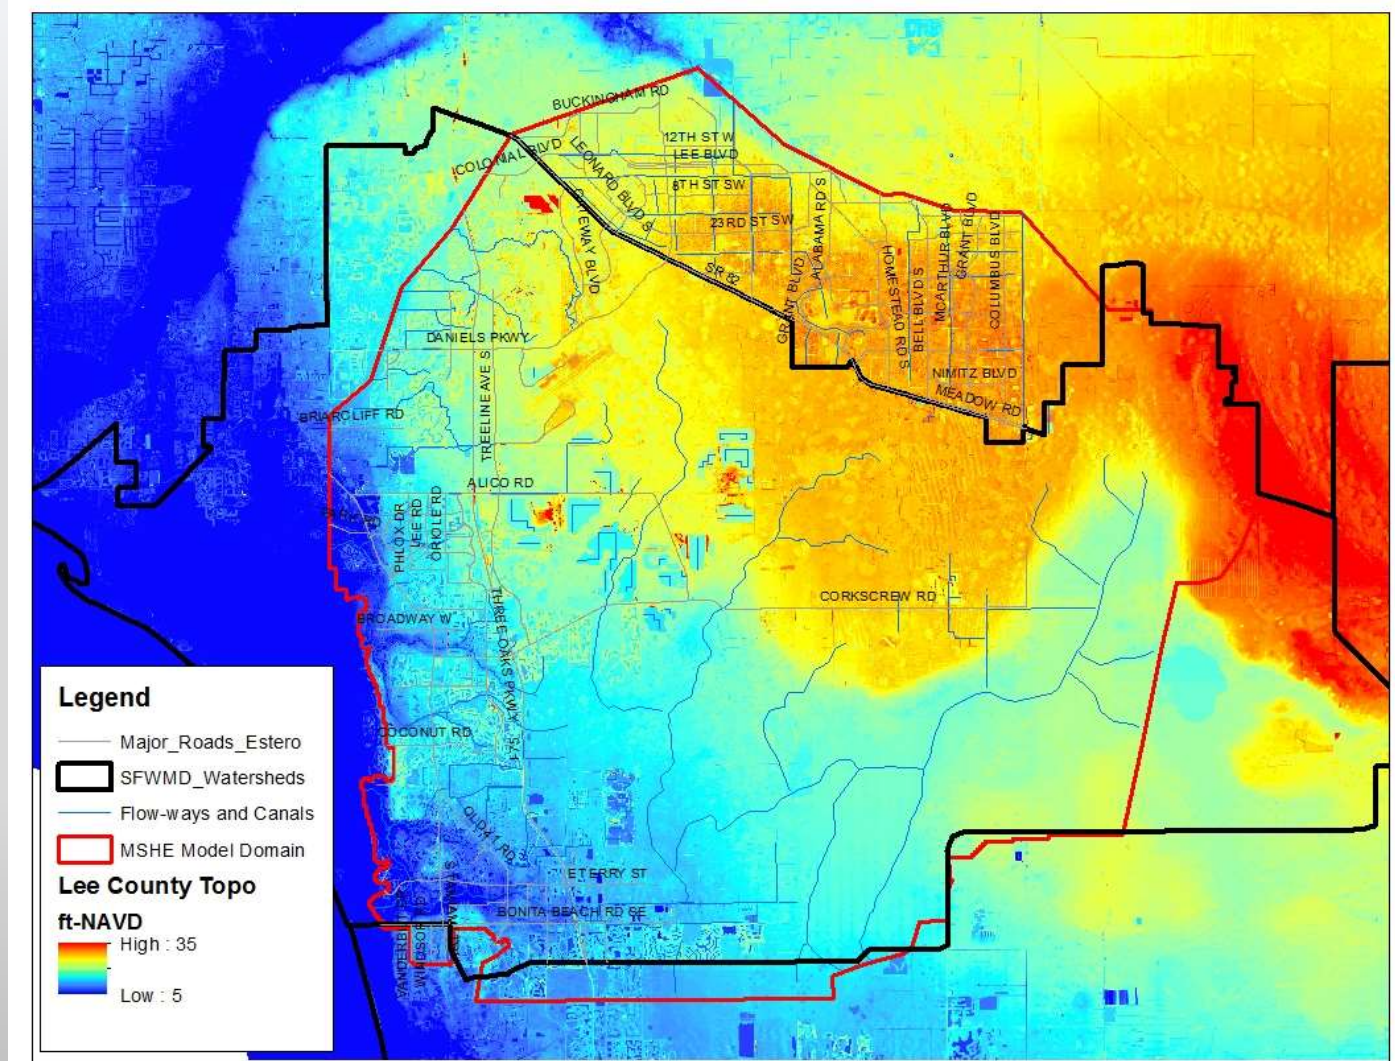 BUCKINGHAM RD
12TH ST W
COLONIAL BLVD
LEONARD BLVD S
LEE BLVD
8TH ST SW
ALABAMA RD S
23RD ST SW
MCARTHUR BLVD
GRANT BLVD
COLUMBUS BLVD
SR 82
GRANT BLVD
HOMESTEAD RD S
BELL BLVD S
DANIELS PKWY
NIMITZ BLVD
MEADOW RD
BRIARCLIFF RD
TREELINE AVE S
ALICO RD
PHLOX DR
LEE RD
ORIOLE RD
THREE OAKS PKWY
CORKSCREW RD
BROADWAY W
COCONUT RD
OLD 41 RD
E TERRY ST
BONITA BEACH RD SE
WINDSOR RD
Legend
Major_Roads_Estero
SFWMD_Watersheds
Flow-ways and Canals
MSHE Model Domain
Lee County Topo
ft-NAVD
High : 35
Low : 5